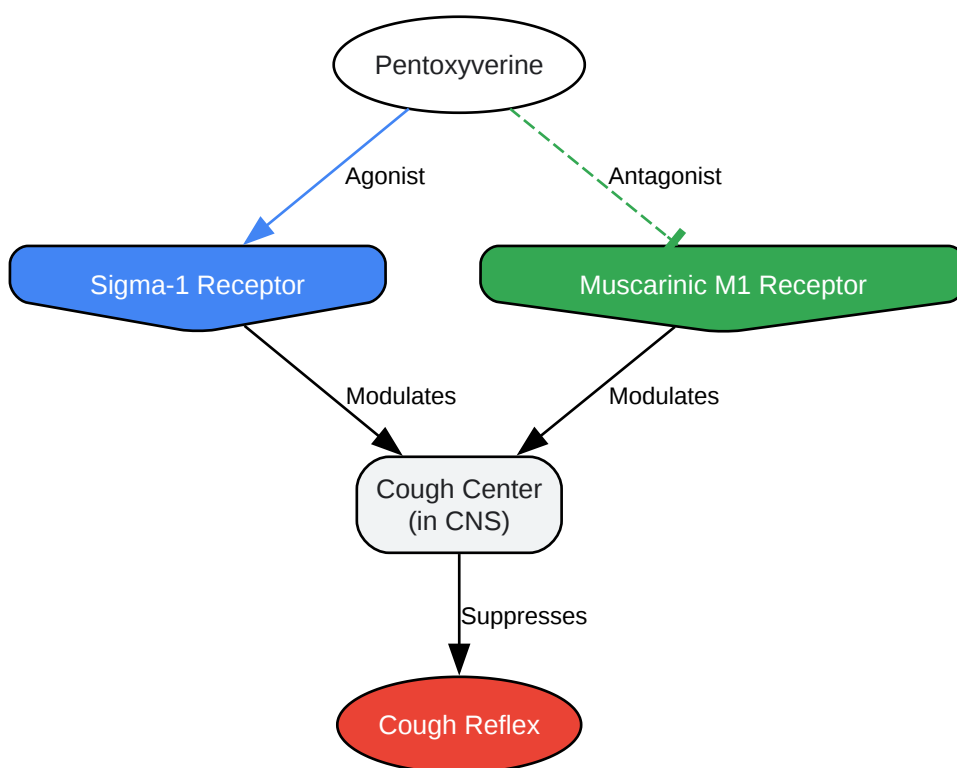 Pentoxyverine
Agonist
Antagonist
Sigma-1 Receptor
Muscarinic M1 Receptor
Modulates
Modulates
Cough Center
(in CNS)
Suppresses
Cough Reflex